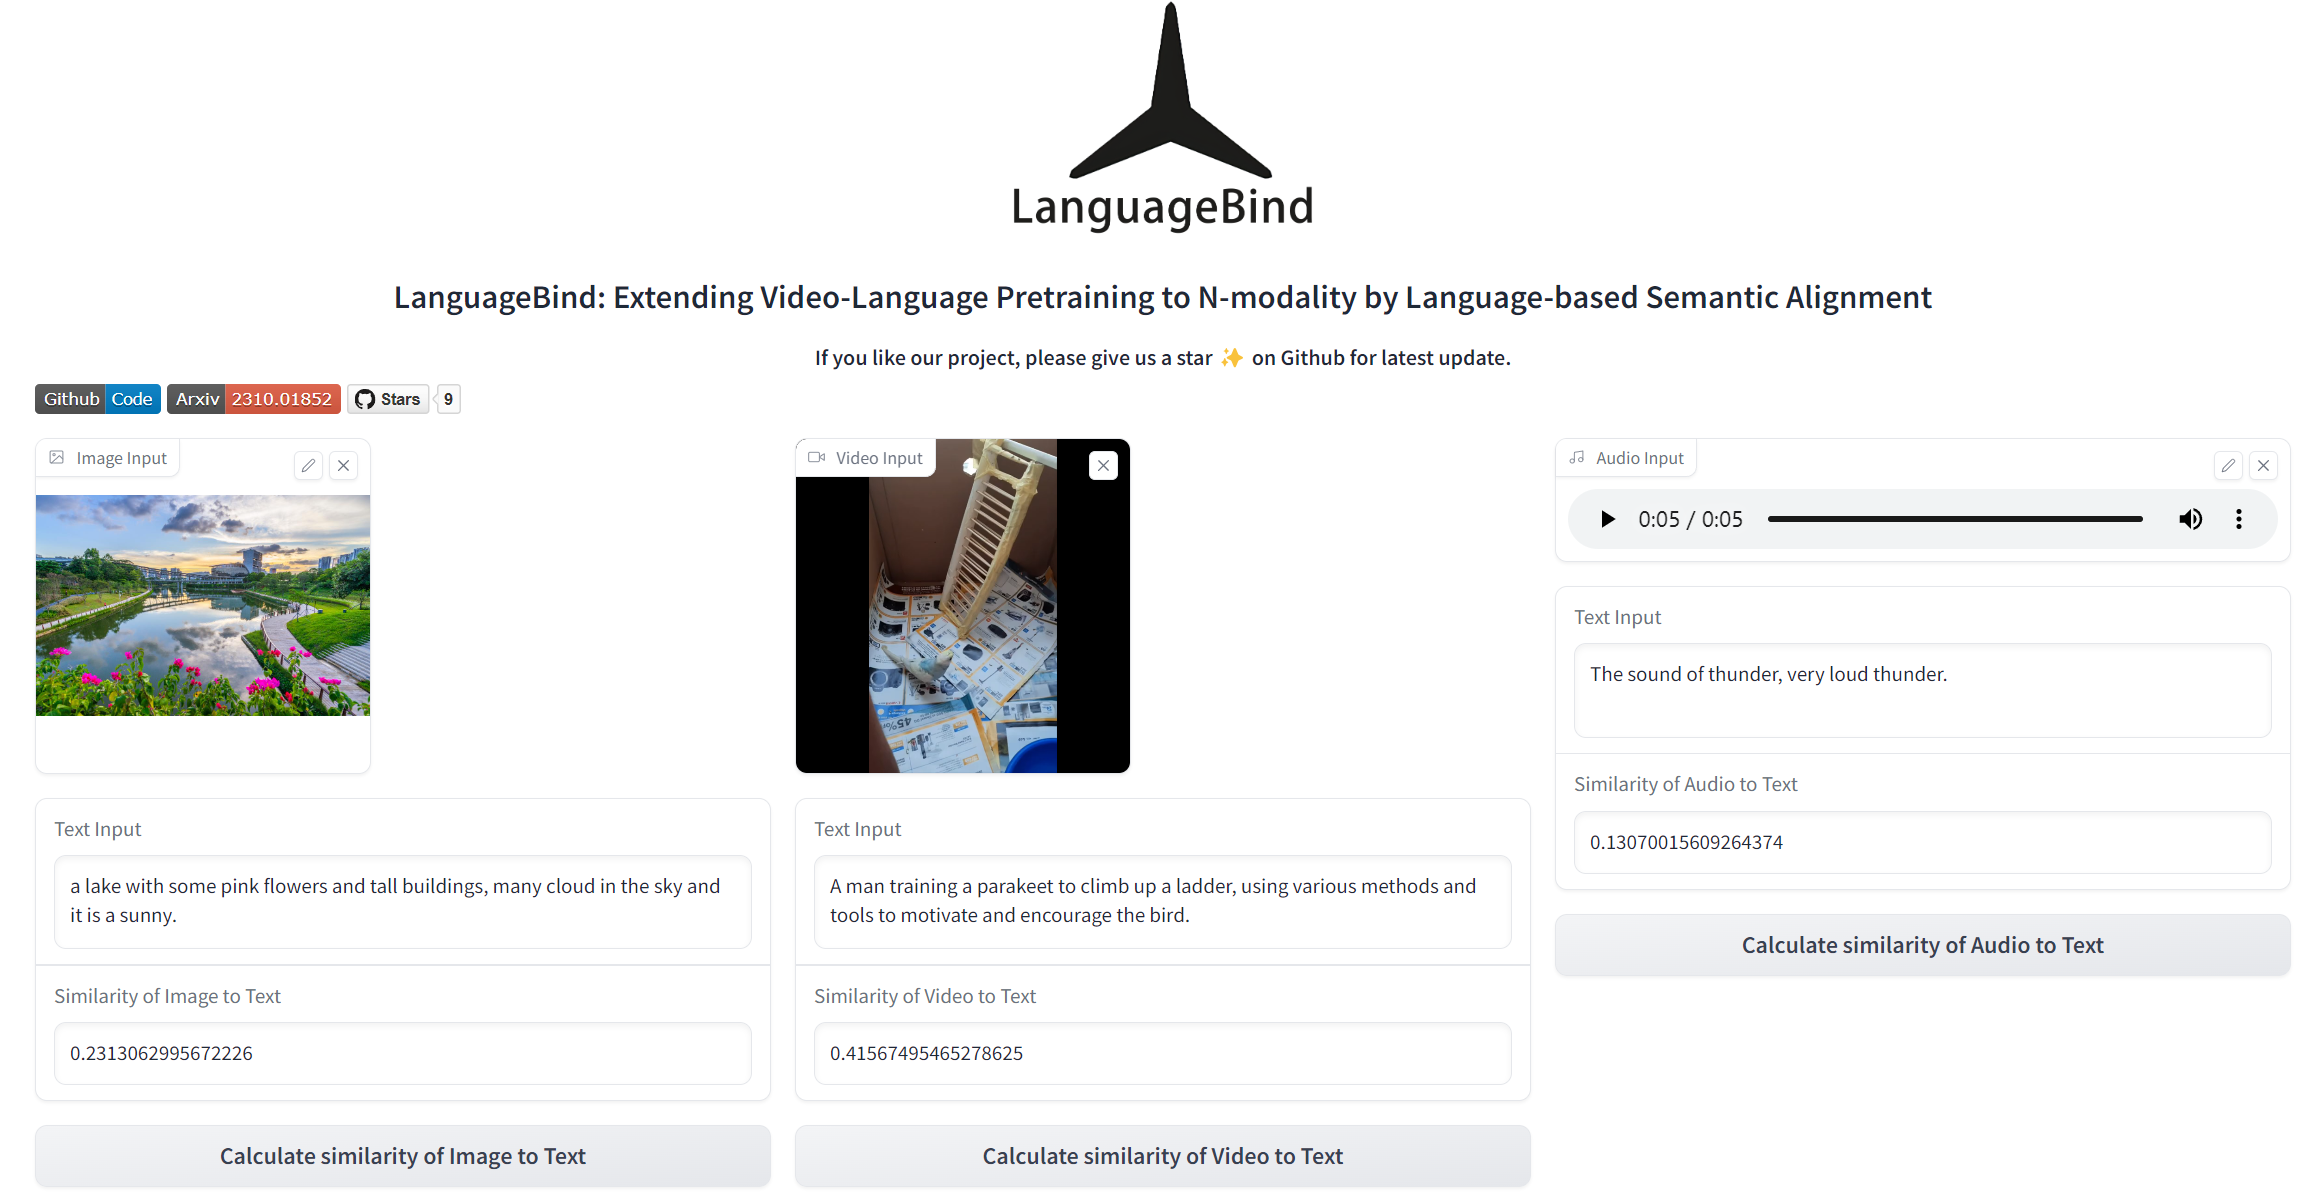 LanguageBind
LanguageBind: Extending Video-Language Pretraining to N-modality by Language-based Semantic Alignment
If you like our project, please give us a star ✨ on Github for latest update.
Github Code Arxiv 2310.01852 Stars 9
Image Input
Text Input
a lake with some pink flowers and tall buildings, many cloud in the sky and
it is a sunny.
Similarity of Image to Text
0.2313062995672226
Calculate similarity of Image to Text
Video Input
45%
Text Input
A man training a parakeet to climb up a ladder, using various methods and
tools to motivate and encourage the bird.
Similarity of Video to Text
0.41567495465278625
Calculate similarity of Video to Text
Audio Input
0:05 / 0:05
Text Input
The sound of thunder, very loud thunder.
Similarity of Audio to Text
0.13070015609264374
Calculate similarity of Audio to Text